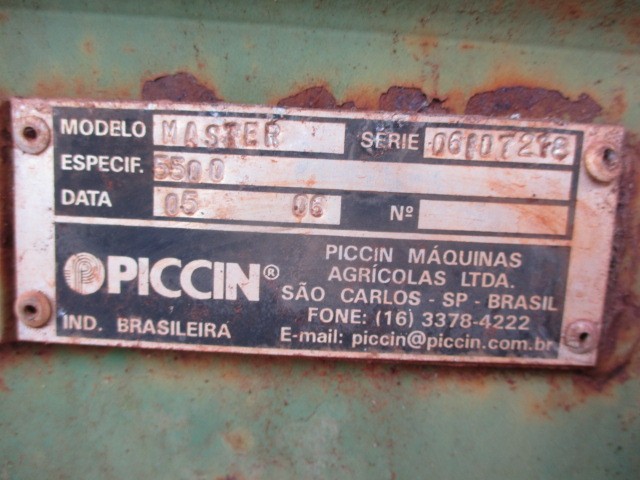 MODELO MASTER SÉRIE
ESPECIF. 5500
DATA 05 06 Nº
PICCIN® PICCIN MÁQUINAS
AGRÍCOLAS LTDA.
SÃO CARLOS - SP - BRASIL
FONE: (16) 3378-4222
IND. BRASILEIRA E-mail: piccin@piccin.com.br